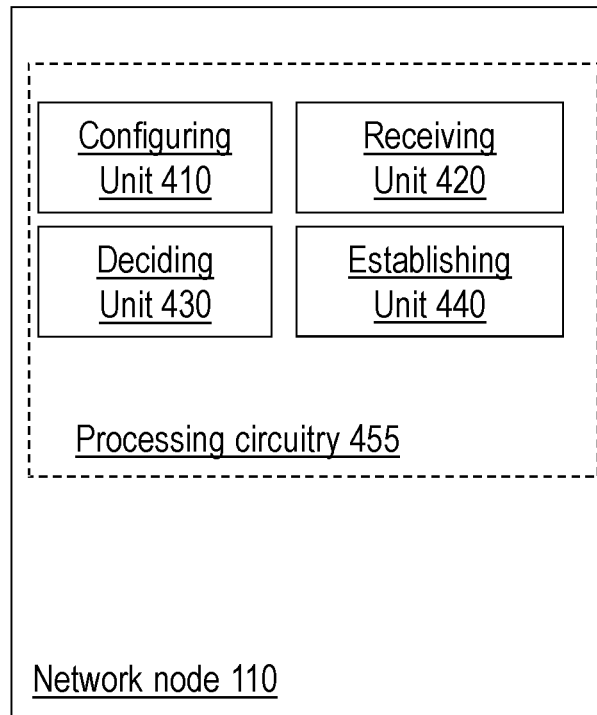 Configuring
Unit 410
Receiving
Unit 420
Deciding
Unit 430
Establishing
Unit 440
Processing circuitry 455
Network node 110